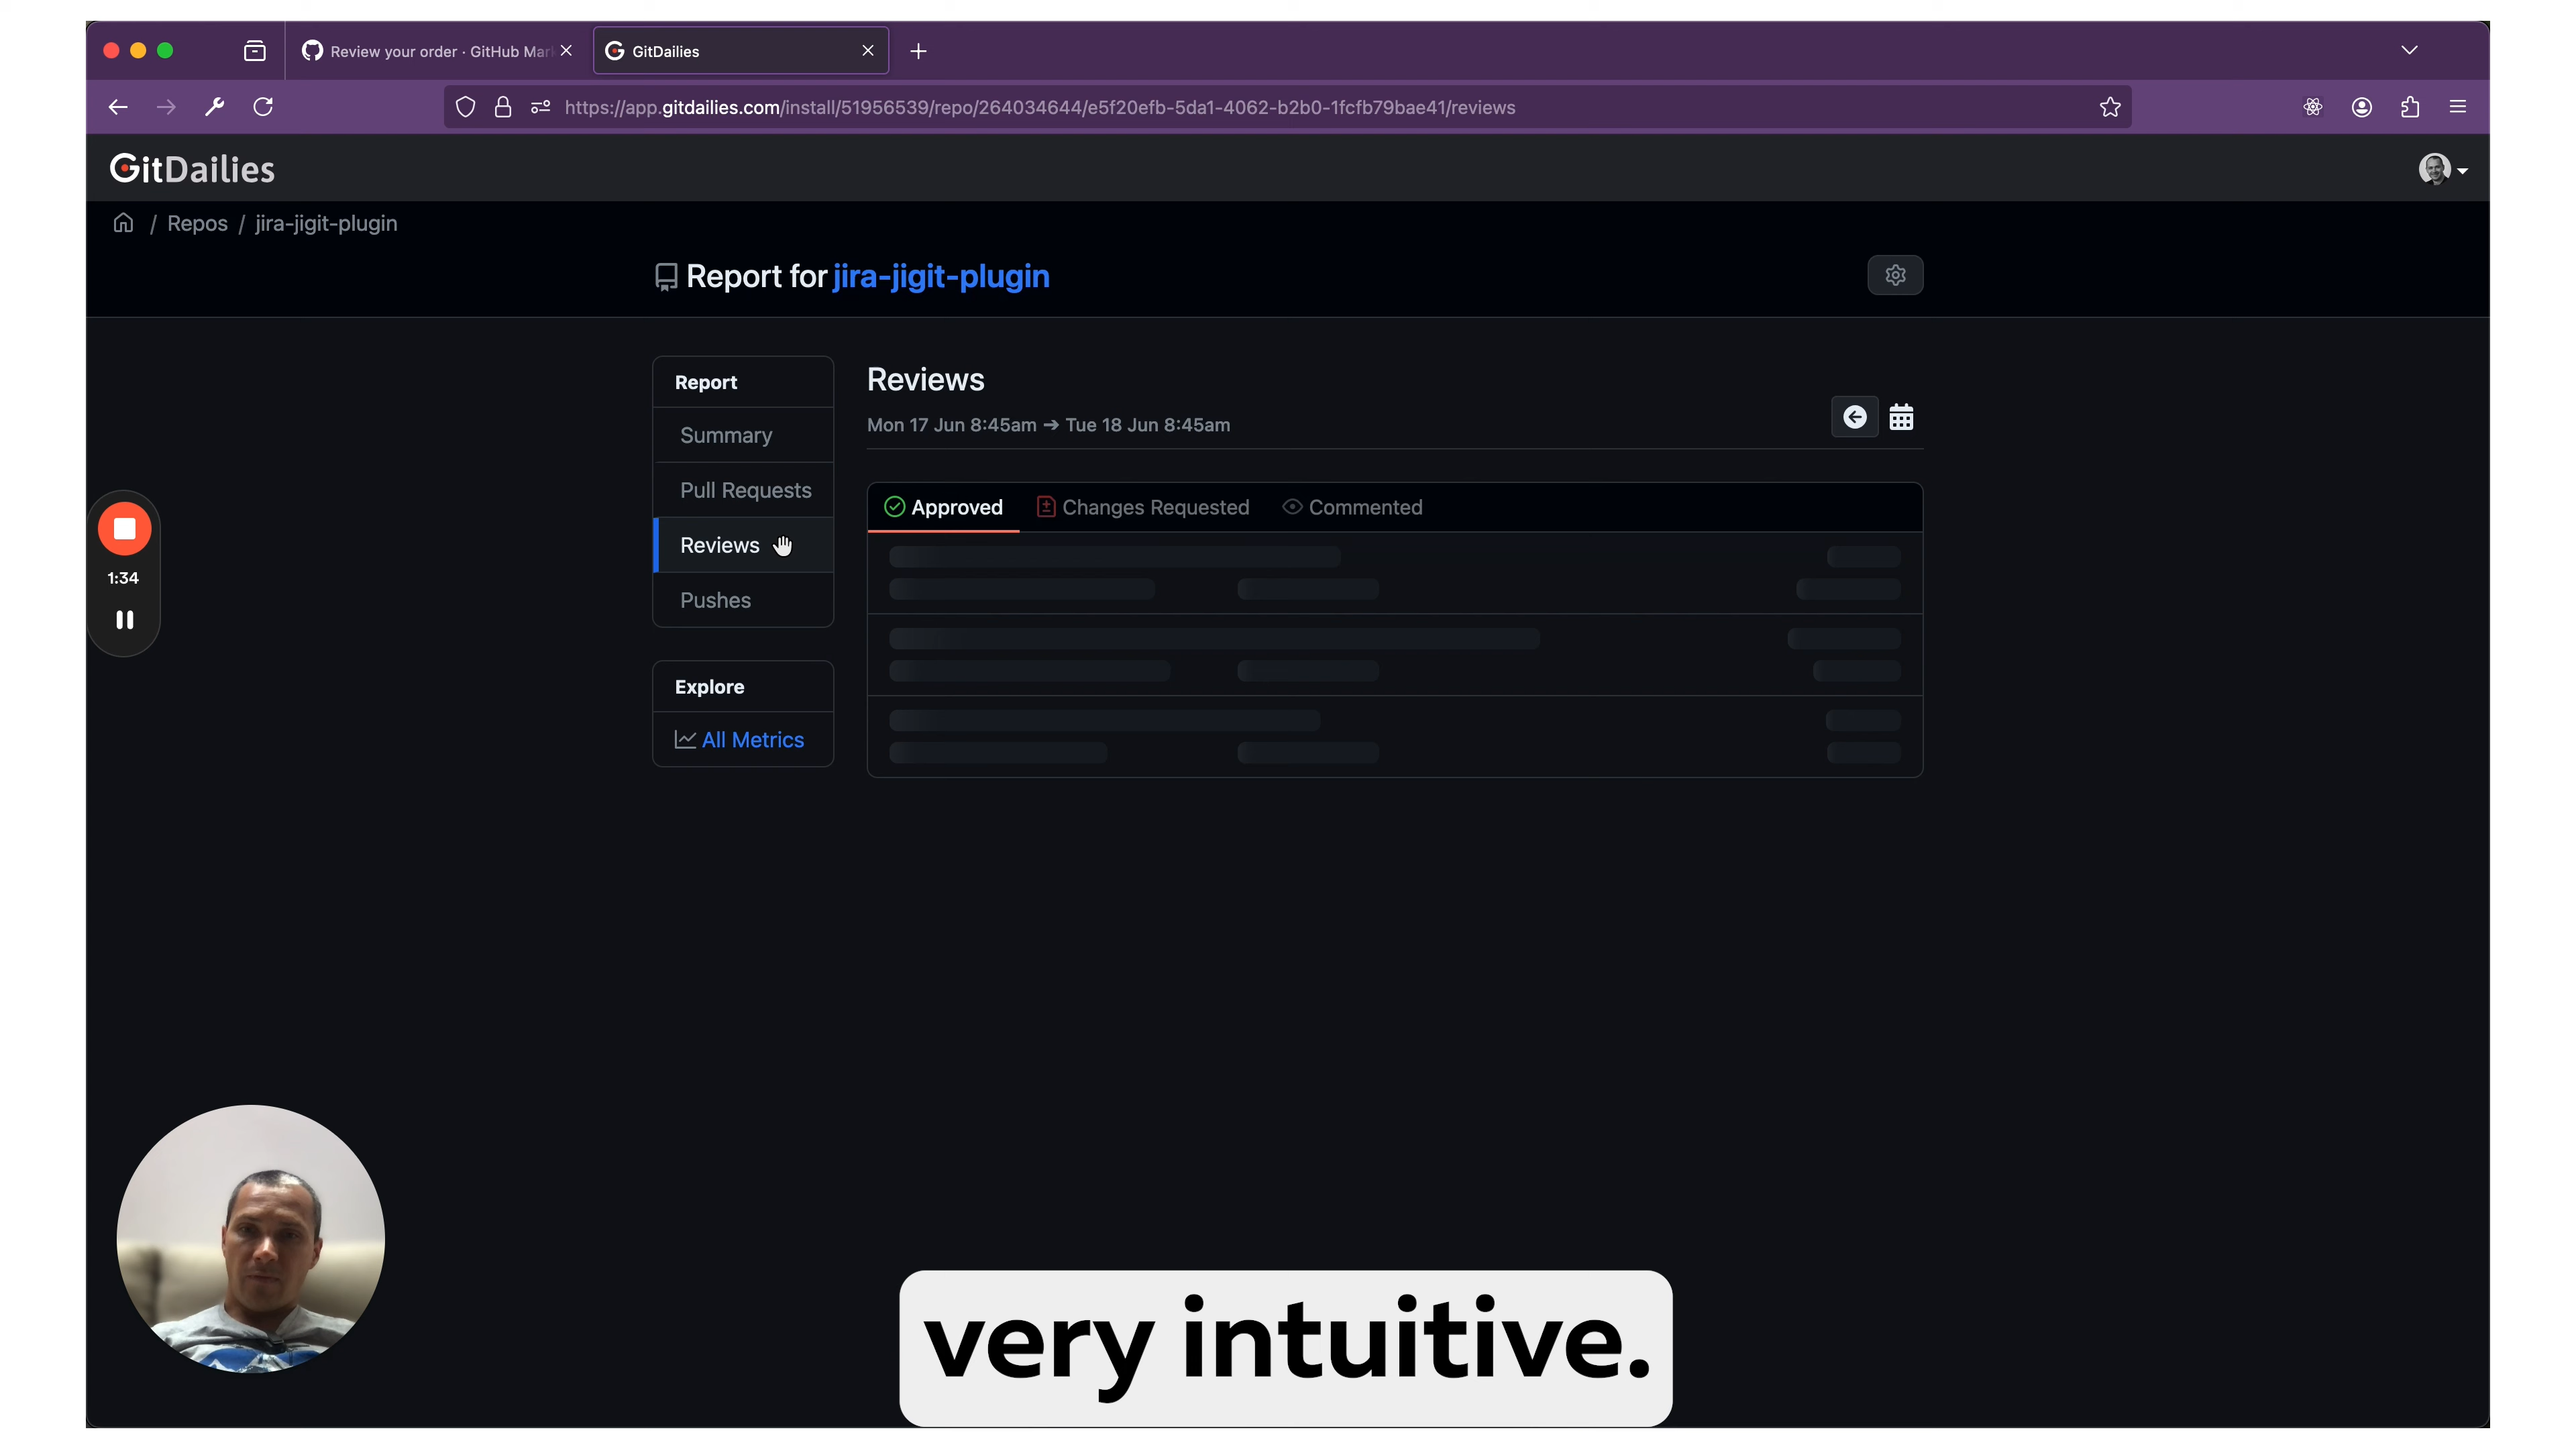 Review your order · GitHub Mar
GitDailies
https://app.gitdailies.com/install/51956539/repo/264034644/e5f20efb-5da1-4062-b2b0-1fcfb79bae41/reviews
GitDailies
/ Repos / jira-jigit-plugin
Report for jira-jigit-plugin
Report
Summary
Pull Requests
Reviews
Pushes
Explore
All Metrics
Reviews
Mon 17 Jun 8:45am → Tue 18 Jun 8:45am
Approved Changes Requested Commented
1:34
very intuitive.